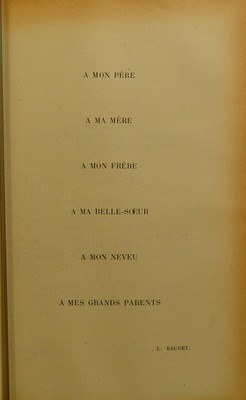 A MON PÈRE
A MA MÈRE
A MON FRÈRE
A MA BELLE-SŒUR
A MON NEVEU
A MES GRANDS PARENTS
L. BAUDET.